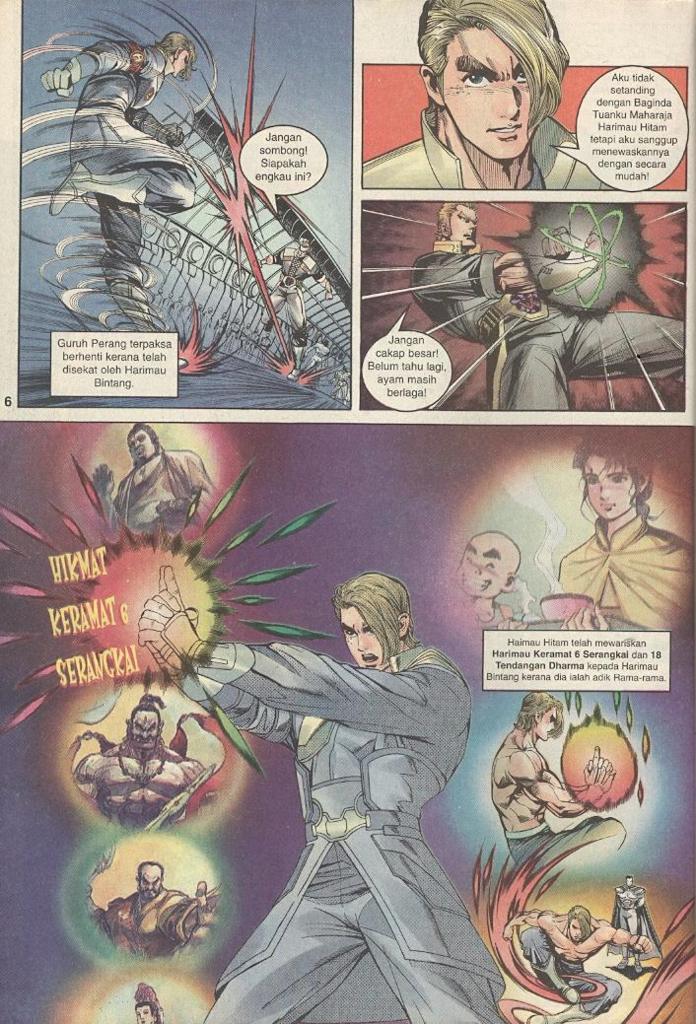 Jangan
sombong!
Siapakah
engkau ini?
Aku tidak
setanding
dengan Baginda
Tuanku Maharaja
Harimau Hitam
tetapi aku sanggup
menewaskannya
dengan secara
mudah!
Guruh Perang terpaksa
berhenti kerana telah
disekat oleh Harimau
Bintang.
Jangan
cakap besar!
Belum tahu lagi,
ayam masih
berlaga!
6
HIKMAT
KERAMAT 6
SERANGKAI
Haimau Hitam telah mewariskan
Harimau Keramat 6 Serangkai dan 18
Tendangan Dharma kepada Harimau
Bintang kerana dia ialah adik Rama-rama.